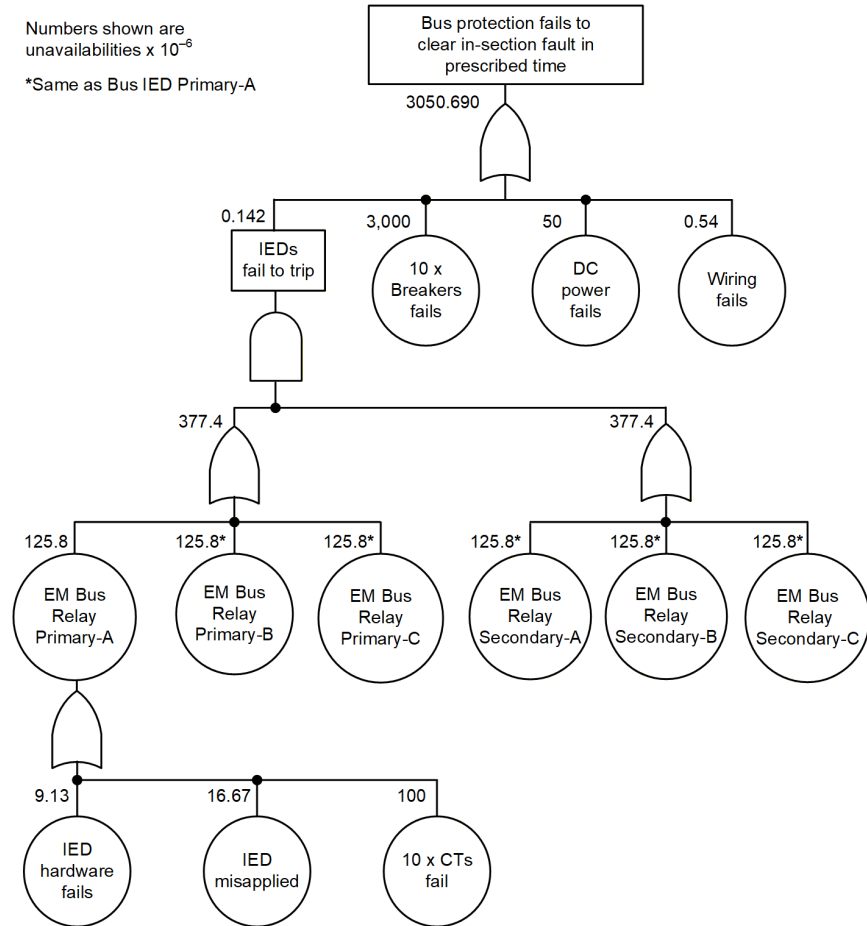 Numbers shown are
unavailabilities x 10⁻⁶
*Same as Bus IED Primary-A
Bus protection fails to
clear in-section fault in
prescribed time
3050.690
0.142
3,000
50
0.54
IEDs
fail to trip
10 x
Breakers
fails
DC
power
fails
Wiring
fails
377.4
377.4
125.8
125.8*
125.8*
125.8*
125.8*
125.8*
EM Bus
Relay
Primary-A
EM Bus
Relay
Primary-B
EM Bus
Relay
Primary-C
EM Bus
Relay
Secondary-A
EM Bus
Relay
Secondary-B
EM Bus
Relay
Secondary-C
9.13
16.67
100
IED
hardware
fails
IED
misapplied
10 x CTs
fail